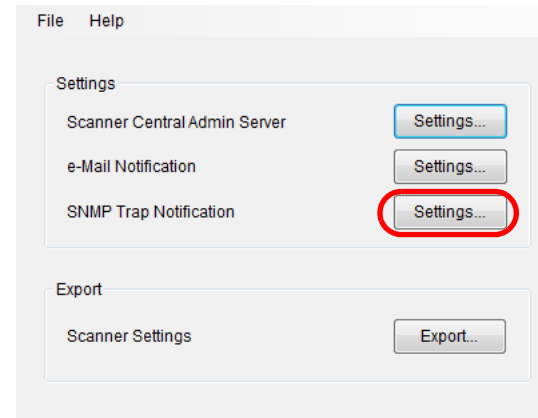 File Help
Settings
Scanner Central Admin Server Settings...
e-Mail Notification Settings...
SNMP Trap Notification Settings...
Export
Scanner Settings Export...